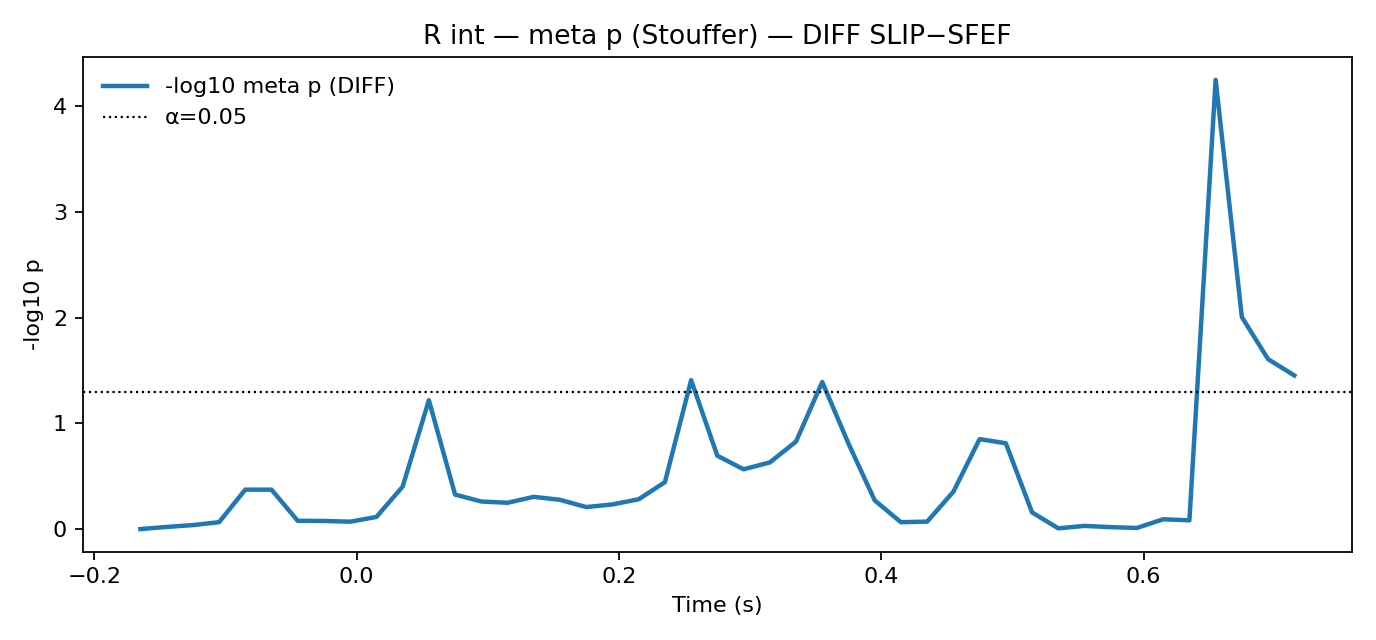 R int — meta p (Stouffer) — DIFF SLIP−SFEF
-log10 meta p (DIFF)
α=0.05
4
3
2
1
0
-log10 p
−0.2
0.0
0.2
0.4
0.6
Time (s)